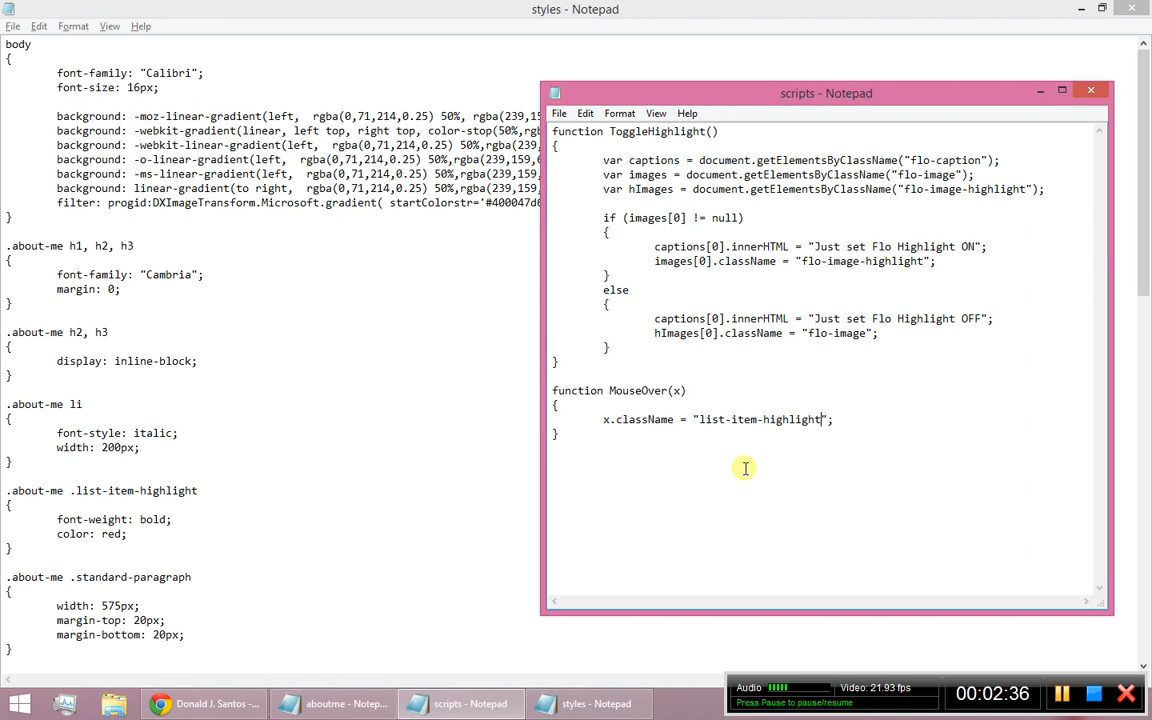 styles - Notepad
File Edit Format View Help
body
{
font-family: "Calibri";
font-size: 16px;
background: -moz-linear-gradient(left, rgba(0,71,214,0.25) 50%, rgba(239,15
background: -webkit-gradient(linear, left top, right top, color-stop(50%,rgb
background: -webkit-linear-gradient(left, rgba(0,71,214,0.25) 50%,rgba(239,
background: -o-linear-gradient(left, rgba(0,71,214,0.25) 50%,rgba(239,159,6
background: -ms-linear-gradient(left, rgba(0,71,214,0.25) 50%,rgba(239,159,
background: linear-gradient(to right, rgba(0,71,214,0.25) 50%,rgba(239,159,
filter: progid:DXImageTransform.Microsoft.gradient( startColorstr='#400047d6
}
.about-me h1, h2, h3
{
font-family: "Cambria";
margin: 0;
}
.about-me h2, h3
{
display: inline-block;
}
.about-me li
{
font-style: italic;
width: 200px;
}
.about-me .list-item-highlight
{
font-weight: bold;
color: red;
}
.about-me .standard-paragraph
{
width: 575px;
margin-top: 20px;
margin-bottom: 20px;
}
scripts - Notepad
File Edit Format View Help
function ToggleHighlight()
{
var captions = document.getElementsByClassName("flo-caption");
var images = document.getElementsByClassName("flo-image");
var hImages = document.getElementsByClassName("flo-image-highlight");
if (images[0] != null)
{
captions[0].innerHTML = "Just set Flo Highlight ON";
images[0].className = "flo-image-highlight";
}
else
{
captions[0].innerHTML = "Just set Flo Highlight OFF";
hImages[0].className = "flo-image";
}
}
function MouseOver(x)
{
x.className = "list-item-highlight";
}
Donald J. Santos -...
aboutme - Notep...
scripts - Notepad
styles - Notepad
Audio
Video: 21.93 fps
Press Pause to pause/resume
00:02:36